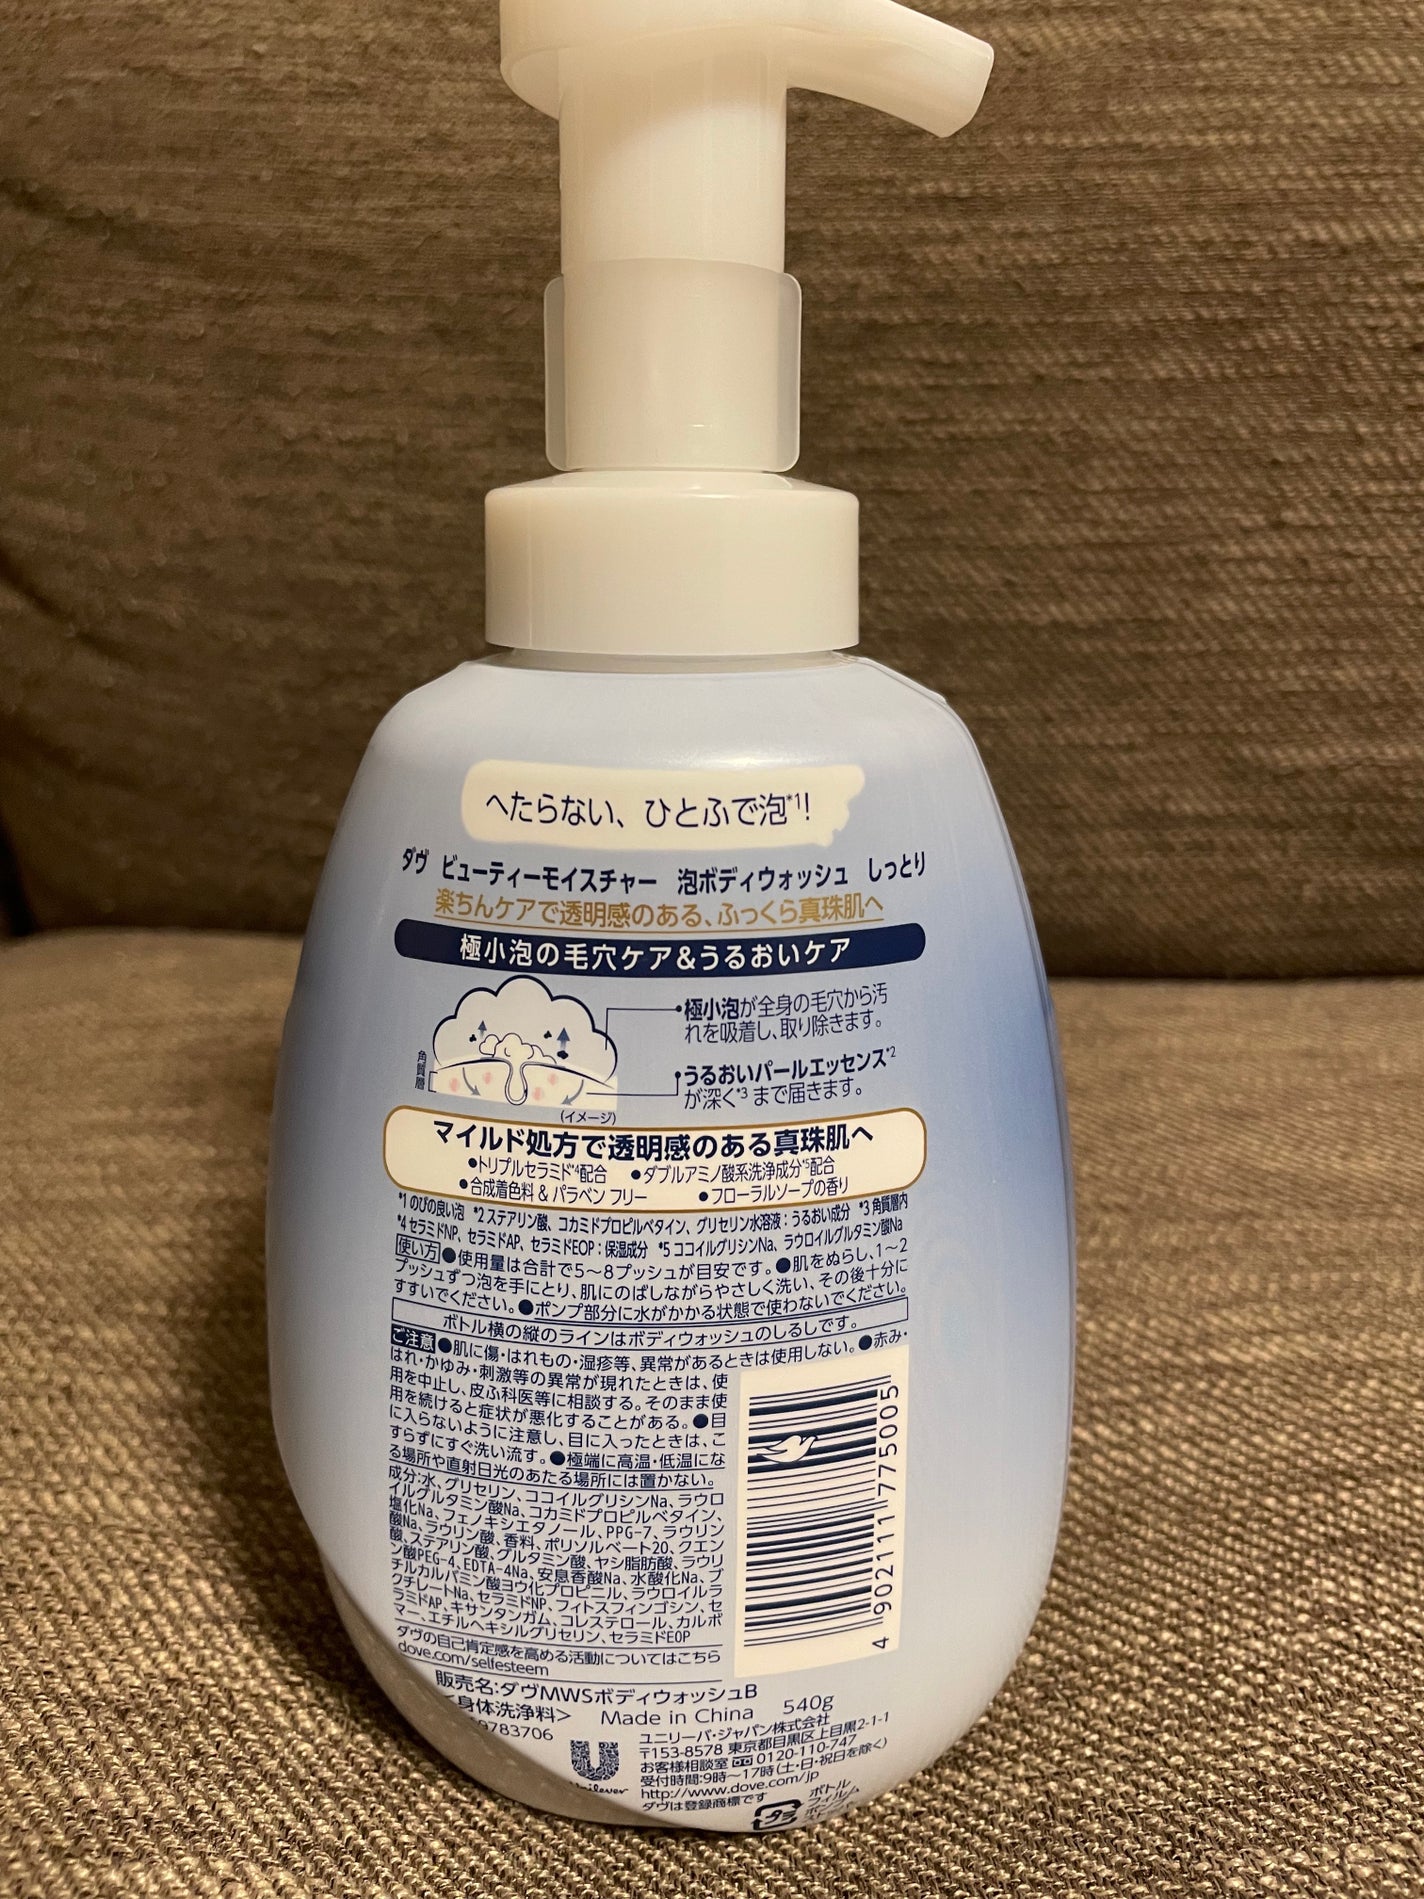 へたらない、ひとふで泡*1!
ダヴ ビューティーモイスチャー 泡ボディウォッシュ しっとり
楽ちんケアで透明感のある、ふっくら真珠肌へ
極小泡の毛穴ケア&うるおいケア
極小泡が全身の毛穴から汚
れを吸着し、取り除きます。
角質層
うるおいパールエッセンス*2
が深く*3まで届きます。
(イメージ)
マイルド処方で透明感のある真珠肌へ
●トリプルセラミド*4配合 ●ダブルアミノ酸系洗浄成分*5配合
●合成着色料 & パラベン フリー ●フローラルソープの香り
*1 のびの良い泡 *2 ステアリン酸、コカミドプロピルベタイン、グリセリン水溶液:うるおい成分 *3 角質層内
*4 セラミドNP、セラミドAP、セラミドEOP:保湿成分 *5 ココイルグリシンNa、ラウロイルグルタミン酸Na
使い方 ●使用量は合計で5〜8プッシュが目安です。●肌をぬらし、1〜2
プッシュずつ泡を手にとり、肌にのばしながらやさしく洗い、その後十分に
すすいでください。●ポンプ部分に水がかかる状態で使わないでください。
ボトル横の縦のラインはボディウォッシュのしるしです。
ご注意 ●肌に傷・はれもの・湿疹等、異常があるときは使用しない。●赤み・
はれ・かゆみ・刺激等の異常が現れたときは、使
用を中止し、皮ふ科医等に相談する。そのまま使
用を続けると症状が悪化することがある。●目
に入らないように注意し、目に入ったときは、こ
すらずにすぐ洗い流す。●極端に高温・低温にな
る場所や直射日光のあたる場所には置かない。
成分:水、グリセリン、ココイルグリシンNa、ラウロ
イルグルタミン酸Na、コカミドプロピルベタイン、
塩化Na、フェノキシエタノール、PPG-7、ラウリン
酸Na、ラウリン酸、香料、ポリソルベート20、クエン
酸、ステアリン酸、グルタミン酸、ヤシ脂肪酸、ラウリ
ン酸PEG-4、EDTA-4Na、安息香酸Na、水酸化Na、ブ
チルカルバミン酸ヨウ化プロピニル、ラウロイルラ
クチレートNa、セラミドNP、フィトスフィンゴシン、セ
ラミドAP、キサンタンガム、コレステロール、カルボ
マー、エチルヘキシルグリセリン、セラミドEOP
4 902111 775005
ダヴの自己肯定感を高める活動についてはこちら
dove.com/selfesteem
販売名:ダヴMWSボディウォッシュB
身体洗浄料> Made in China 540g
9783706
Unilever
ユニリーバ・ジャパン株式会社
〒153-8578 東京都目黒区上目黒2-1-1
お客様相談室 0120-110-747
受付時間:9時〜17時(土・日・祝日を除く)
http://www.dove.com/jp
ダヴは登録商標です
プラ
ボトル
フィルム